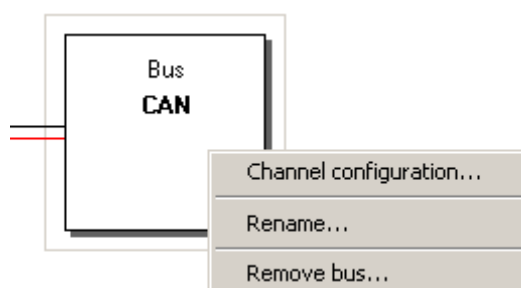 Bus
CAN
Channel configuration...
Rename...
Remove bus...